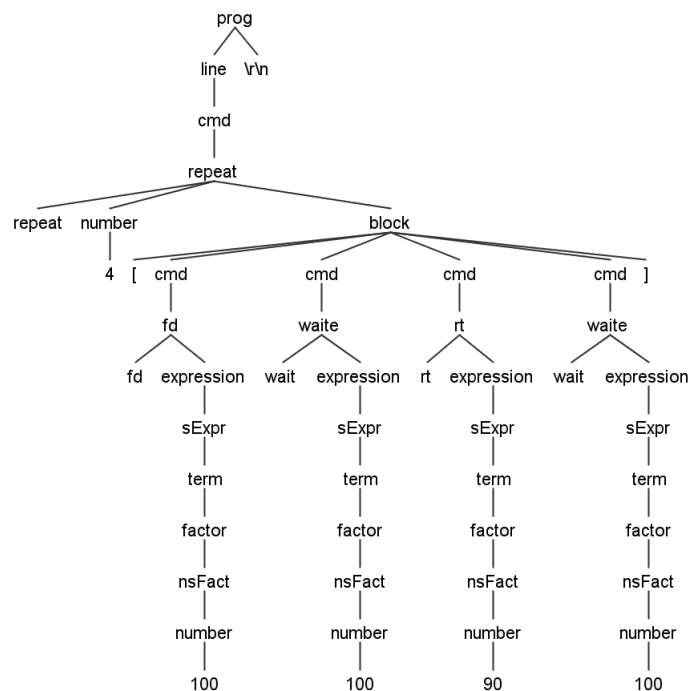 prog
line \r\n
cmd
repeat
repeat number block
4 [ cmd cmd cmd cmd ]
fd waite rt waite
fd expression wait expression rt expression wait expression
sExpr sExpr sExpr sExpr
term term term term
factor factor factor factor
nsFact nsFact nsFact nsFact
number number number number
100 100 90 100